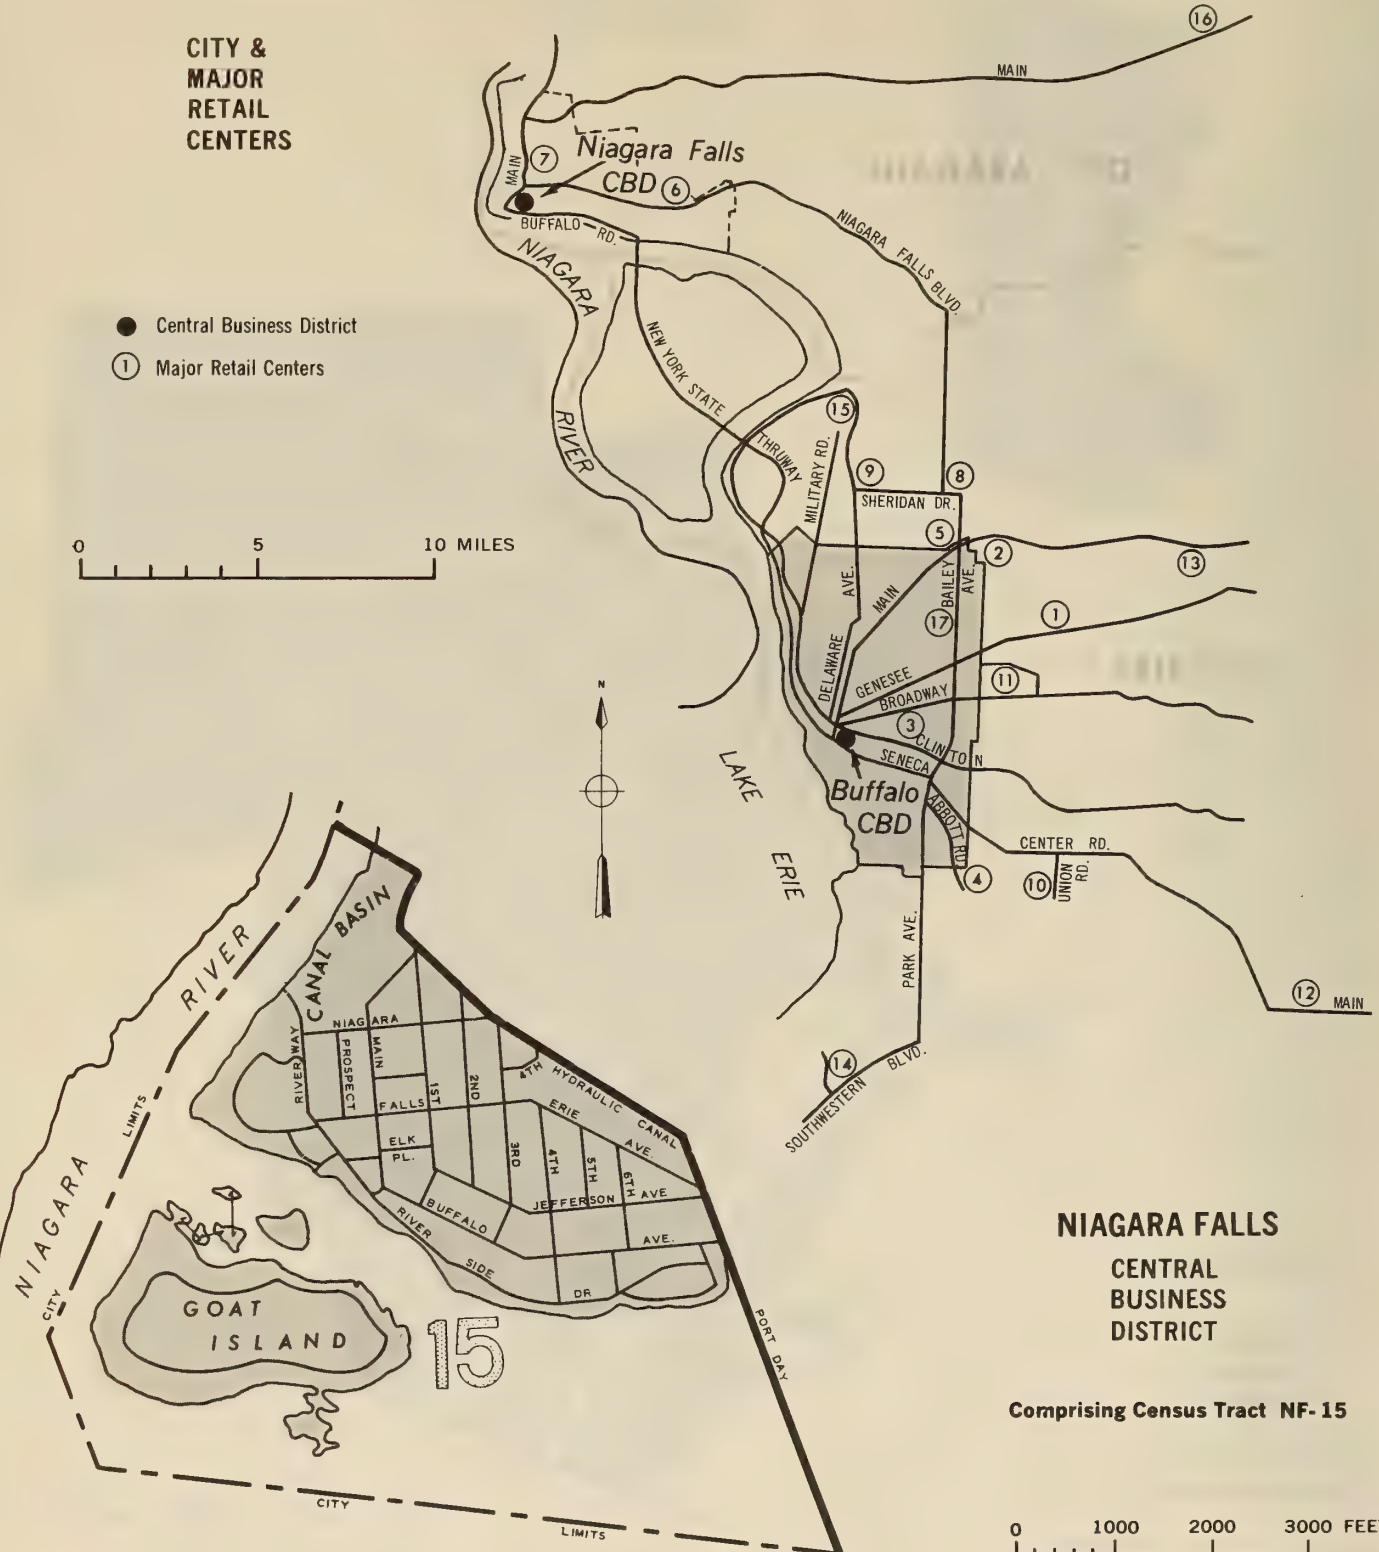 CITY &
MAJOR
RETAIL
CENTERS
● Central Business District
① Major Retail Centers
0 5 10 MILES
16
MAIN
7
Niagara Falls
CBD
6
MAIN
BUFFALO RD.
NIAGARA FALLS BLVD.
NIAGARA
RIVER
NEW YORK STATE
THRUWAY
15
MILITARY RD.
9
8
SHERIDAN DR.
5
2
13
AVE.
MAIN
BAILEY
AVE.
17
1
DELAWARE
GENESEE
BROADWAY
11
3
CLINTON
SENECA
N
LAKE
ERIE
Buffalo
CBD
ABBOTT RD.
4
CENTER RD.
10
UNION
RD.
PARK AVE.
12
MAIN
14
SOUTHWESTERN BLVD.
RIVER
CANAL BASIN
NIAGARA
RIVERWAY
PROSPECT
MAIN
1ST
2ND
4TH
HYDRAULIC CANAL
FALLS
ERIE
AVE.
ELK
PL.
3RD
4TH
5TH
6TH
JEFFERSON AVE
BUFFALO
AVE.
RIVER
SIDE
DR
NIAGARA
LIMITS
CITY
GOAT
ISLAND
15
PORT DAY
CITY
LIMITS
NIAGARA FALLS
CENTRAL
BUSINESS
DISTRICT
Comprising Census Tract NF-15
0 1000 2000 3000 FEE